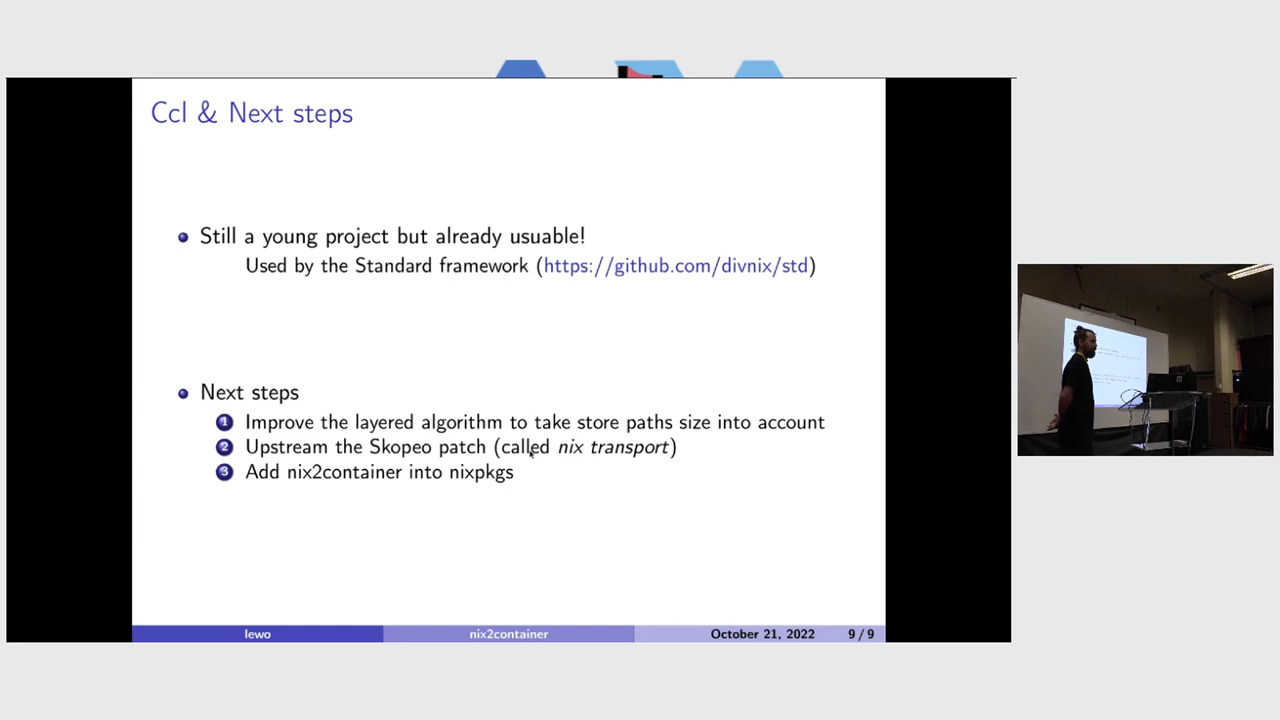 Ccl & Next steps
Still a young project but already usuable!
Used by the Standard framework (https://github.com/divnix/std)
Next steps
1 Improve the layered algorithm to take store paths size into account
2 Upstream the Skopeo patch (called nix transport)
3 Add nix2container into nixpkgs
lewo nix2container October 21, 2022 9 / 9